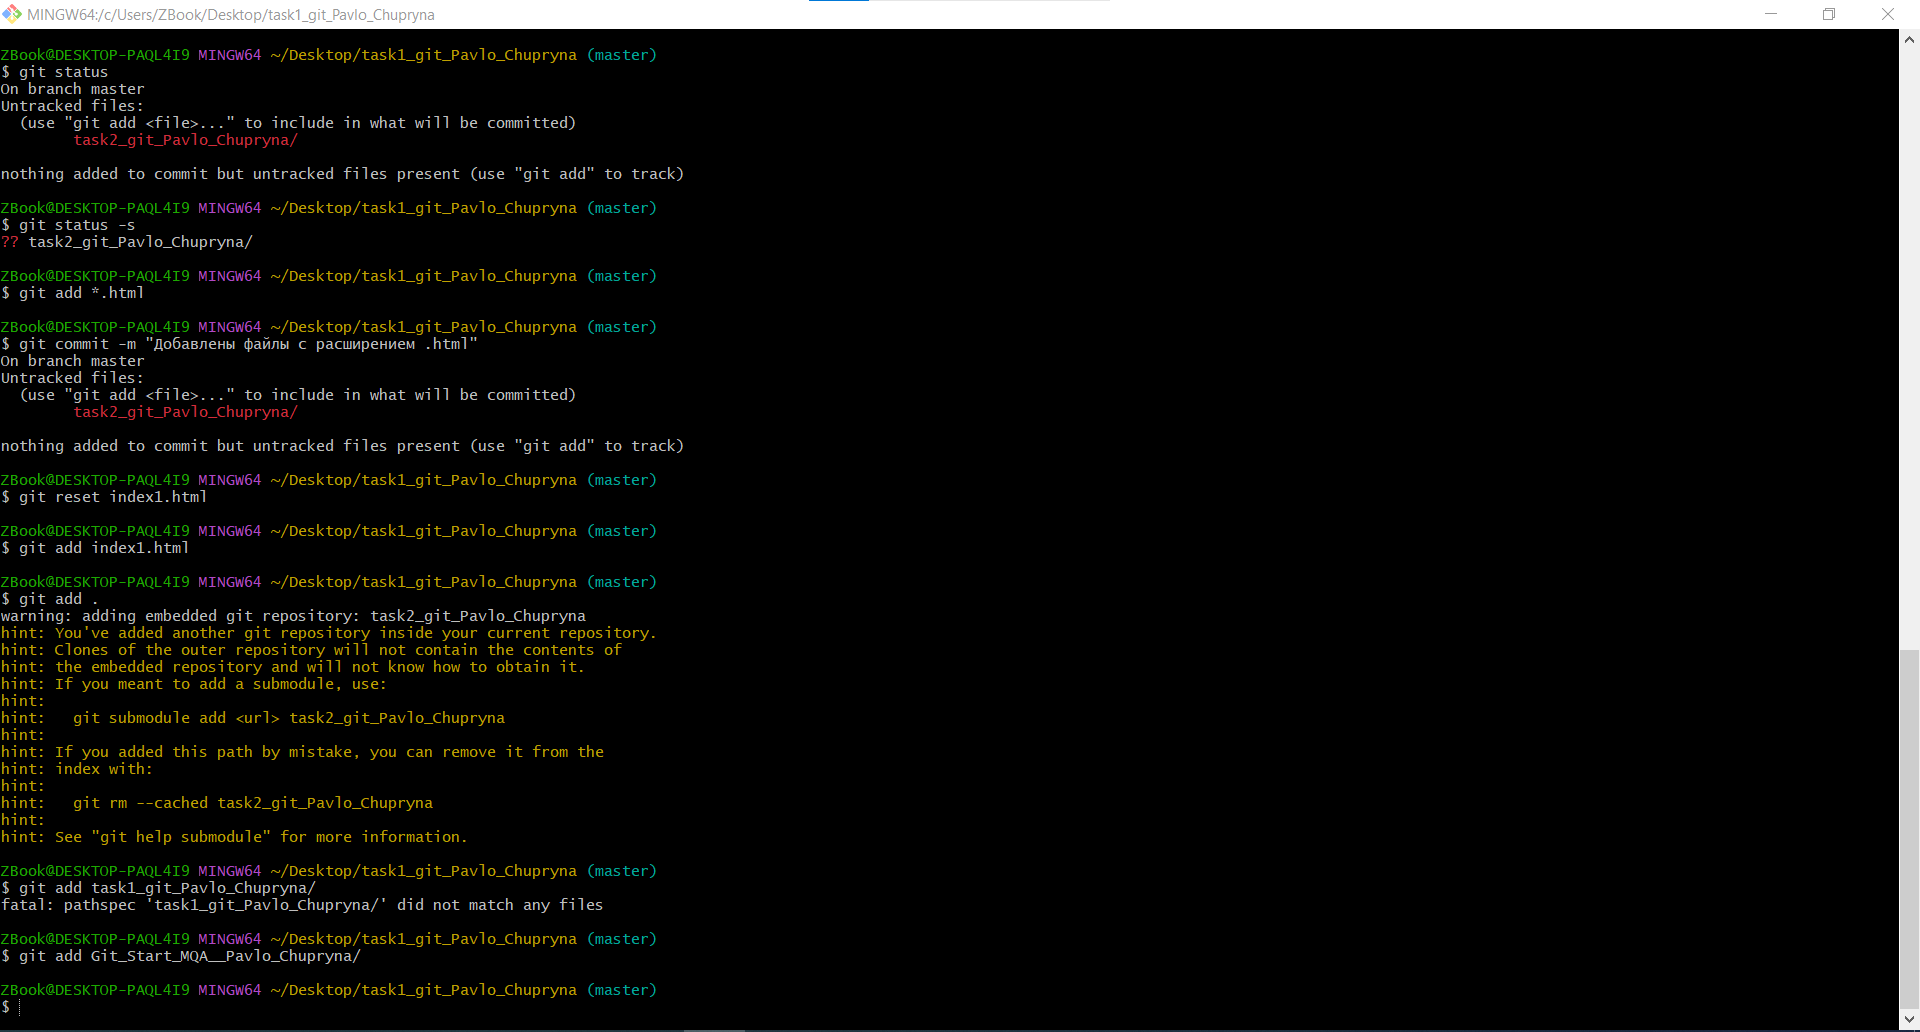 MINGW64:/c/Users/ZBook/Desktop/task1_git_Pavlo_Chupryna
ZBook@DESKTOP-PAQL4I9 MINGW64 ~/Desktop/task1_git_Pavlo_Chupryna (master)
$ git status
On branch master
Untracked files:
  (use "git add <file>..." to include in what will be committed)
        task2_git_Pavlo_Chupryna/
nothing added to commit but untracked files present (use "git add" to track)
ZBook@DESKTOP-PAQL4I9 MINGW64 ~/Desktop/task1_git_Pavlo_Chupryna (master)
$ git status -s
?? task2_git_Pavlo_Chupryna/
ZBook@DESKTOP-PAQL4I9 MINGW64 ~/Desktop/task1_git_Pavlo_Chupryna (master)
$ git add *.html
ZBook@DESKTOP-PAQL4I9 MINGW64 ~/Desktop/task1_git_Pavlo_Chupryna (master)
$ git commit -m "Добавлены файлы с расширением .html"
On branch master
Untracked files:
  (use "git add <file>..." to include in what will be committed)
        task2_git_Pavlo_Chupryna/
nothing added to commit but untracked files present (use "git add" to track)
ZBook@DESKTOP-PAQL4I9 MINGW64 ~/Desktop/task1_git_Pavlo_Chupryna (master)
$ git reset index1.html
ZBook@DESKTOP-PAQL4I9 MINGW64 ~/Desktop/task1_git_Pavlo_Chupryna (master)
$ git add index1.html
ZBook@DESKTOP-PAQL4I9 MINGW64 ~/Desktop/task1_git_Pavlo_Chupryna (master)
$ git add .
warning: adding embedded git repository: task2_git_Pavlo_Chupryna
hint: You've added another git repository inside your current repository.
hint: Clones of the outer repository will not contain the contents of
hint: the embedded repository and will not know how to obtain it.
hint: If you meant to add a submodule, use:
hint:
hint:   git submodule add <url> task2_git_Pavlo_Chupryna
hint:
hint: If you added this path by mistake, you can remove it from the
hint: index with:
hint:
hint:   git rm --cached task2_git_Pavlo_Chupryna
hint:
hint: See "git help submodule" for more information.
ZBook@DESKTOP-PAQL4I9 MINGW64 ~/Desktop/task1_git_Pavlo_Chupryna (master)
$ git add task1_git_Pavlo_Chupryna/
fatal: pathspec 'task1_git_Pavlo_Chupryna/' did not match any files
ZBook@DESKTOP-PAQL4I9 MINGW64 ~/Desktop/task1_git_Pavlo_Chupryna (master)
$ git add Git_Start_MQA__Pavlo_Chupryna/
ZBook@DESKTOP-PAQL4I9 MINGW64 ~/Desktop/task1_git_Pavlo_Chupryna (master)
$